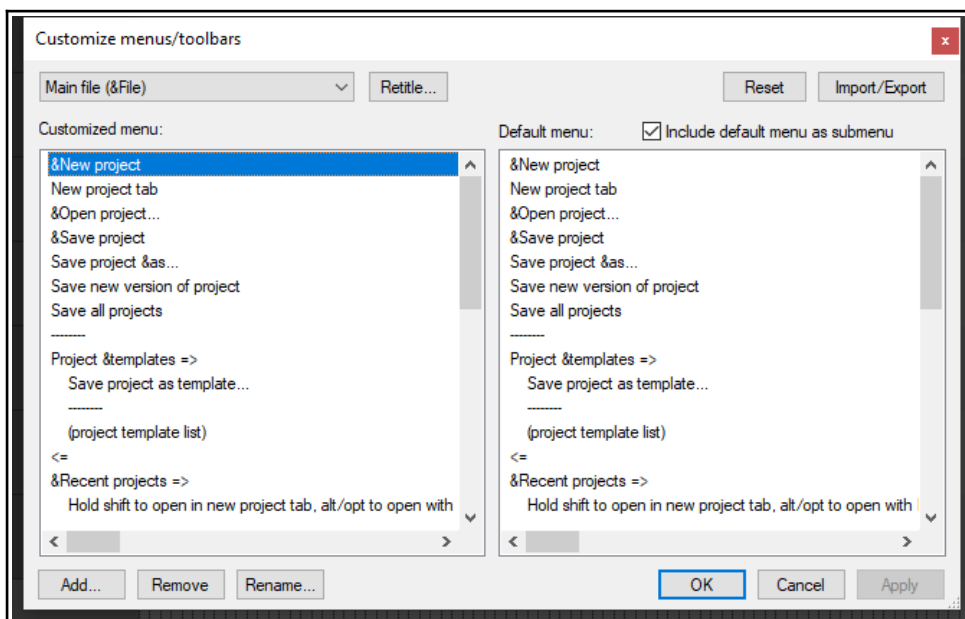 Customize menus/toolbars
x
Main file (&File)
Retitle...
Reset
Import/Export
Customized menu:
Default menu:
Include default menu as submenu
&New project
New project tab
&Open project...
&Save project
Save project &as...
Save new version of project
Save all projects
--------
Project &templates =>
Save project as template...
--------
(project template list)
<=
&Recent projects =>
Hold shift to open in new project tab, alt/opt to open with
&New project
New project tab
&Open project...
&Save project
Save project &as...
Save new version of project
Save all projects
--------
Project &templates =>
Save project as template...
--------
(project template list)
<=
&Recent projects =>
Hold shift to open in new project tab, alt/opt to open with
Add...
Remove
Rename...
OK
Cancel
Apply